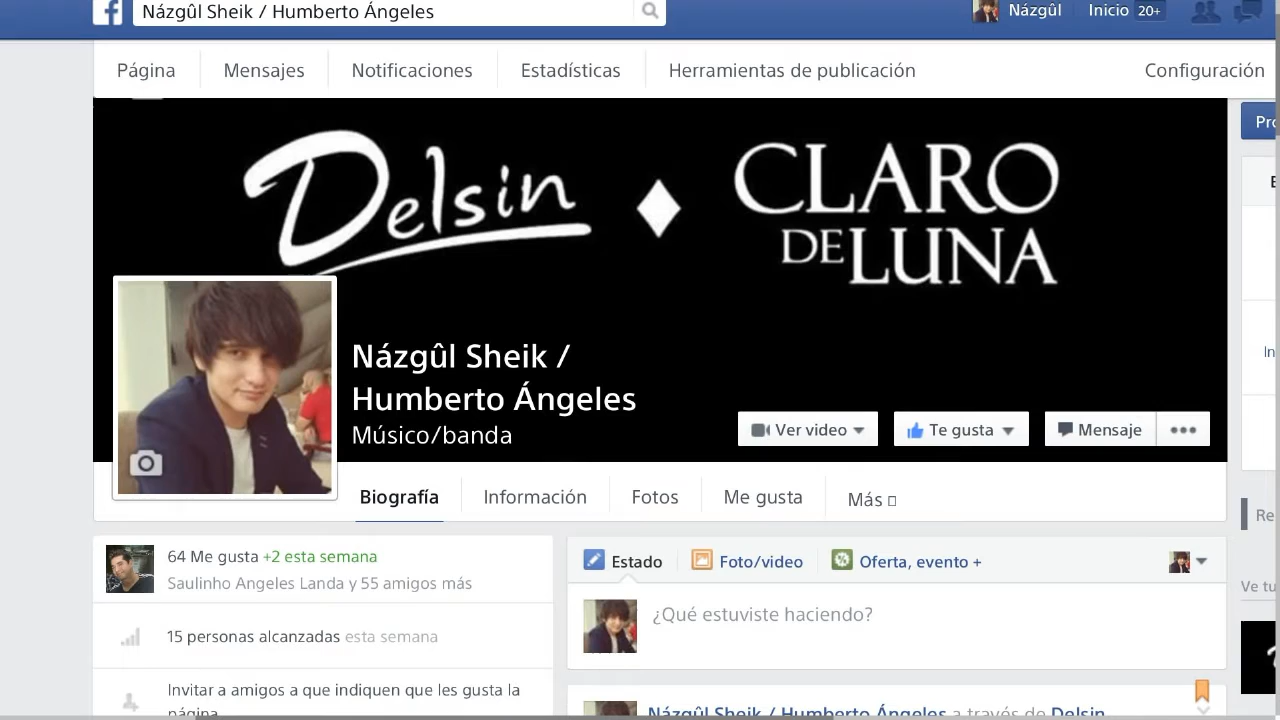 f
Názgûl Sheik / Humberto Ángeles
Názgûl
Inicio 20+
Página
Mensajes
Notificaciones
Estadísticas
Herramientas de publicación
Configuración
Delsin
CLARO
DE LUNA
Názgûl Sheik /
Humberto Ángeles
Músico/banda
Ver video
Te gusta
Mensaje
Biografía
Información
Fotos
Me gusta
Más
64 Me gusta +2 esta semana
Saulinho Angeles Landa y 55 amigos más
15 personas alcanzadas esta semana
Invitar a amigos a que indiquen que les gusta la
página
Estado
Foto/video
Oferta, evento +
¿Qué estuviste haciendo?
Názgûl Sheik / Humberto Ángeles a través de Delsin
Ve tu